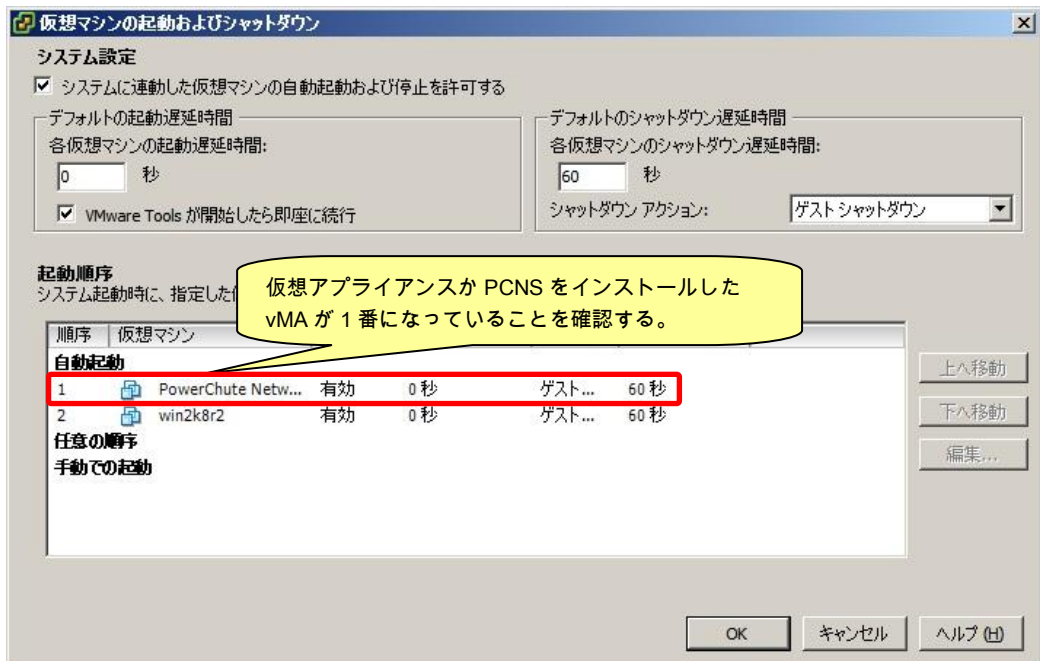 仮想マシンの起動およびシャットダウン
システム設定
システムに連動した仮想マシンの自動起動および停止を許可する
デフォルトの起動遅延時間
各仮想マシンの起動遅延時間:
0 秒
VMware Tools が開始したら即座に続行
デフォルトのシャットダウン遅延時間
各仮想マシンのシャットダウン遅延時間:
60 秒
シャットダウン アクション: ゲスト シャットダウン
起動順序
システム起動時に、指定した
仮想アプライアンスか PCNS をインストールした
vMA が 1 番になっていることを確認する。
順序 仮想マシン
自動起動
1 PowerChute Netw... 有効 0 秒 ゲスト... 60 秒
2 win2k8r2 有効 0 秒 ゲスト... 60 秒
任意の順序
手動での起動
上へ移動
下へ移動
編集...
OK キャンセル ヘルプ (H)